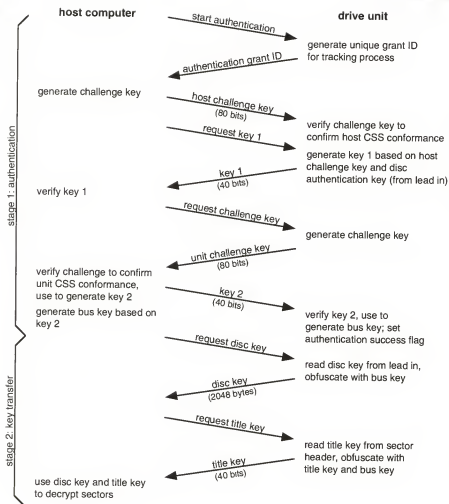 host computer
drive unit
start authentication
generate unique grant ID
for tracking process
authentication grant ID
generate challenge key
host challenge key
(80 bits)
verify challenge key to
confirm host CSS conformance
request key 1
generate key 1 based on host
challenge key and disc
authentication key (from lead in)
key 1
(40 bits)
verify key 1
request challenge key
generate challenge key
unit challenge key
(80 bits)
verify challenge to confirm
unit CSS conformance,
use to generate key 2
key 2
(40 bits)
generate bus key based on
key 2
verify key 2, use to
generate bus key; set
authentication success flag
stage 1: authentication
request disc key
read disc key from lead in,
obfuscate with bus key
disc key
(2048 bytes)
request title key
read title key from sector
header, obfuscate with
title key and bus key
title key
(40 bits)
use disc key and title key
to decrypt sectors
stage 2: key transfer